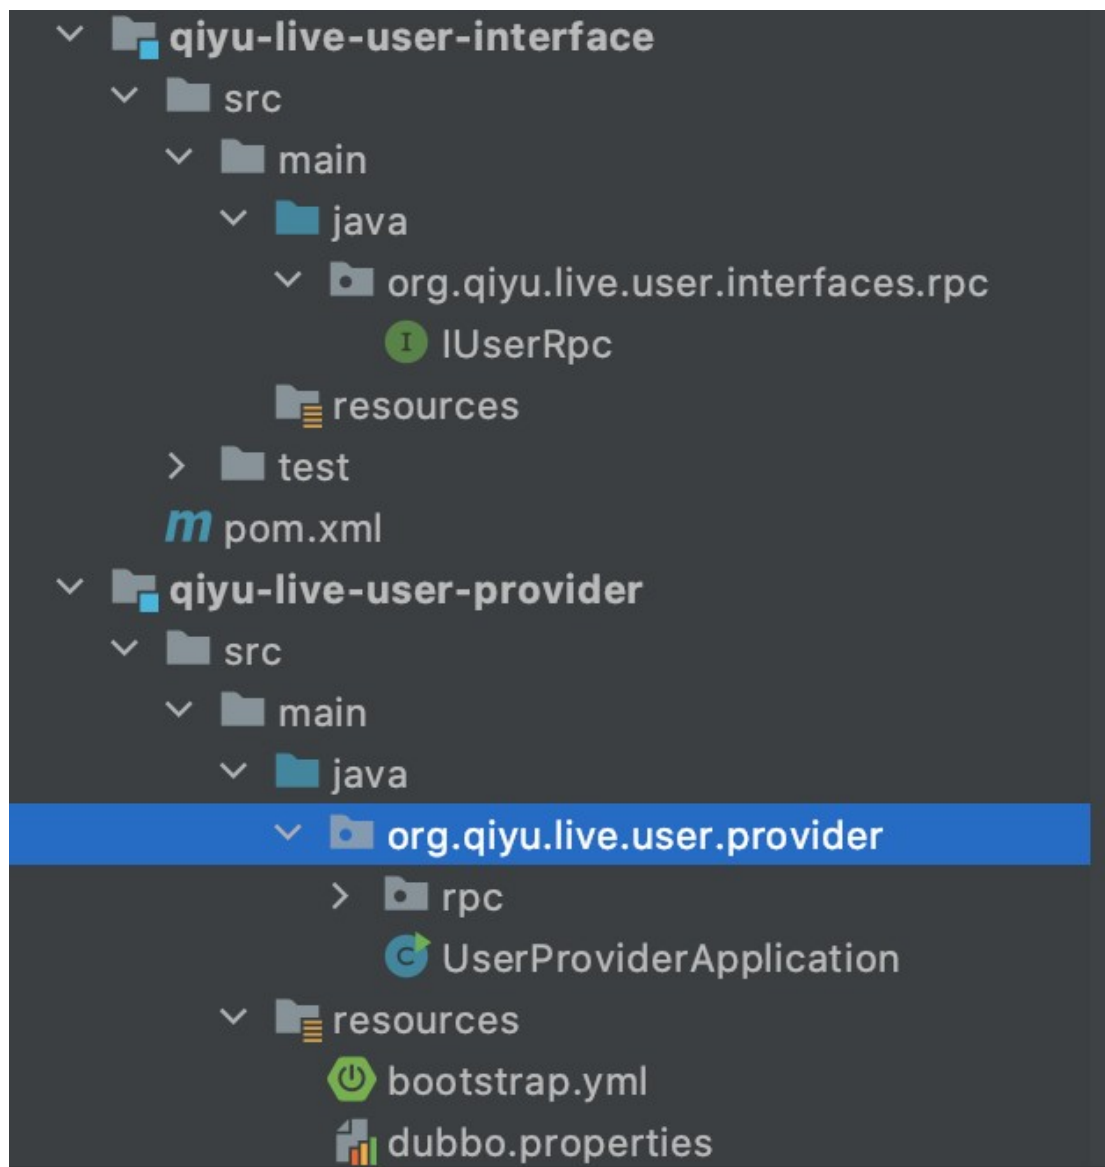 qiyu-live-user-interface
src
main
java
org.qiyu.live.user.interfaces.rpc
I IUserRpc
resources
test
m pom.xml
qiyu-live-user-provider
src
main
java
org.qiyu.live.user.provider
rpc
C UserProviderApplication
resources
bootstrap.yml
dubbo.properties